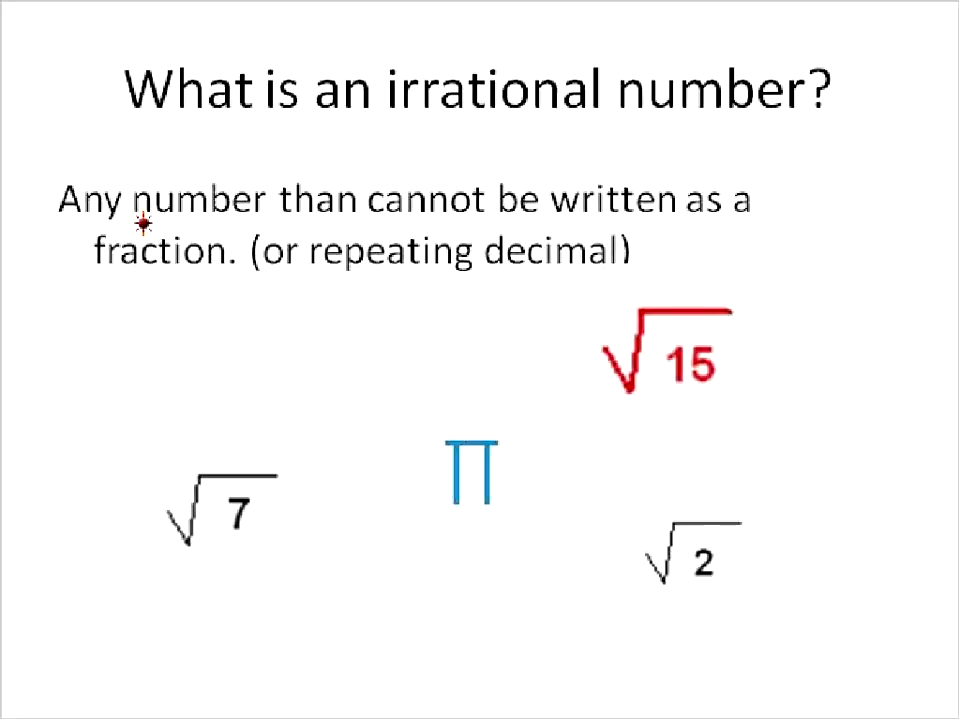 What is an irrational number?
Any number than cannot be written as a
fraction. (or repeating decimal)
√15
∏
√7
√2